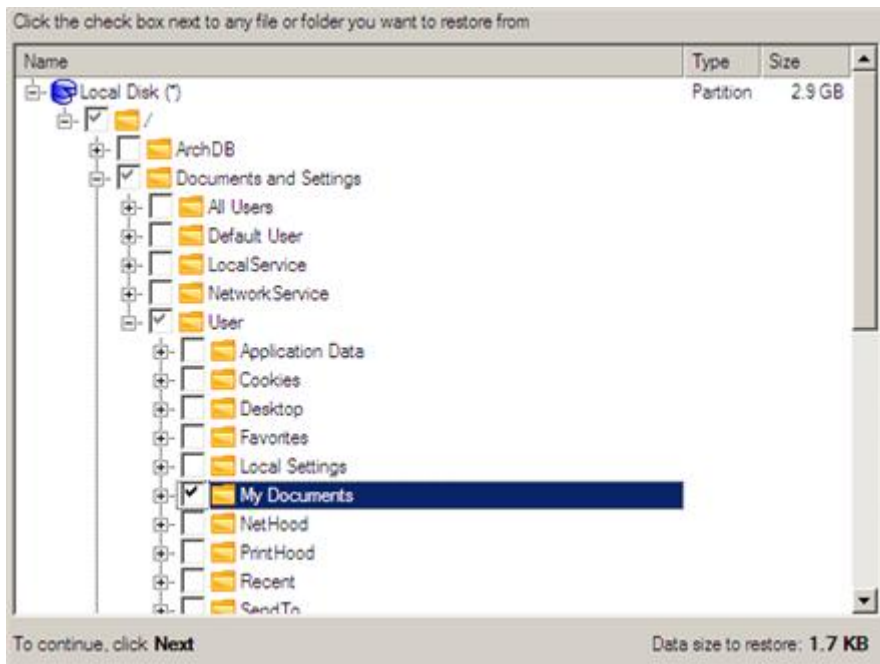 Click the check box next to any file or folder you want to restore from
Name Type Size
Local Disk (*) Partition 2.9 GB
/
ArchDB
Documents and Settings
All Users
Default User
LocalService
NetworkService
User
Application Data
Cookies
Desktop
Favorites
Local Settings
My Documents
NetHood
PrintHood
Recent
SendTo
To continue, click Next Data size to restore: 1.7 KB